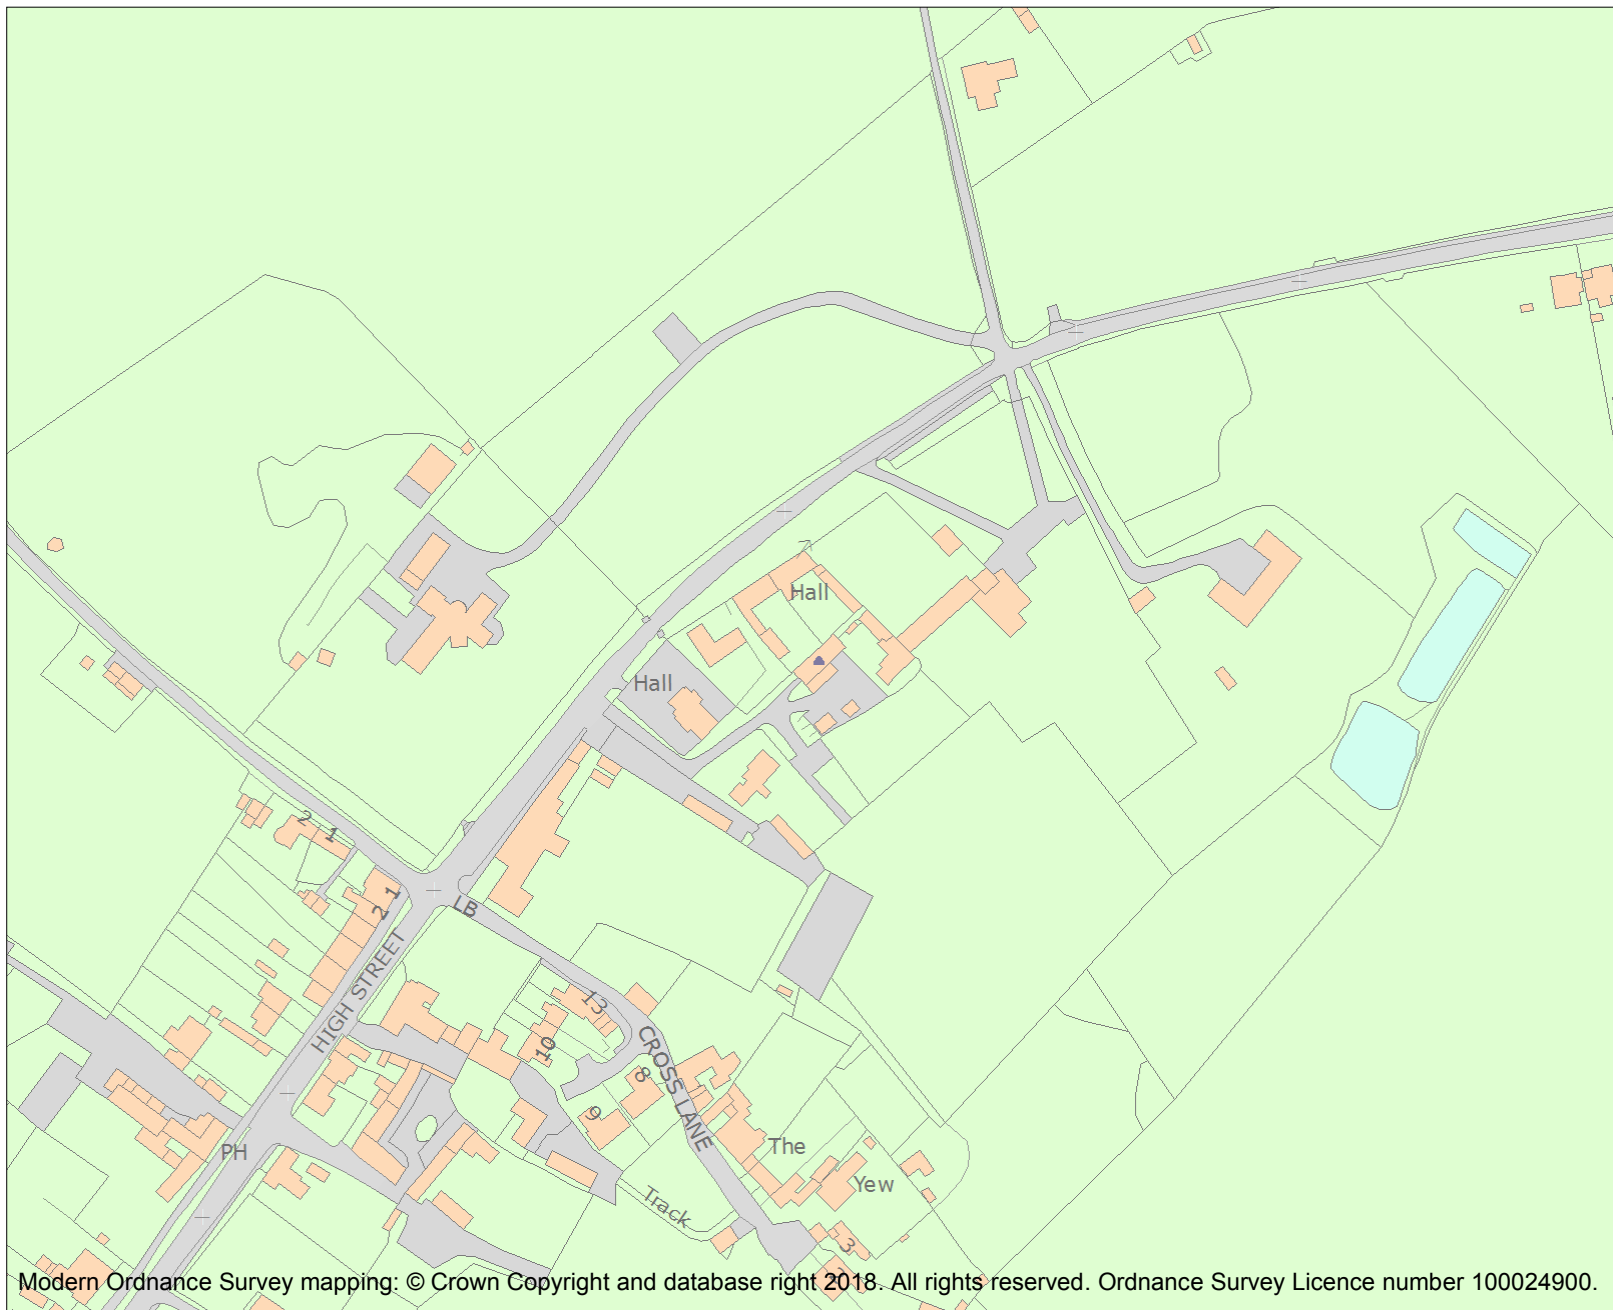 7
Hall
Hall
2 1
1
2
LB
HIGH STREET
13
10
CROSS LANE
8
9
The
PH
Yew
Track
3
2
Modern Ordnance Survey mapping: © Crown Copyright and database right 2018. All rights reserved. Ordnance Survey Licence number 100024900.